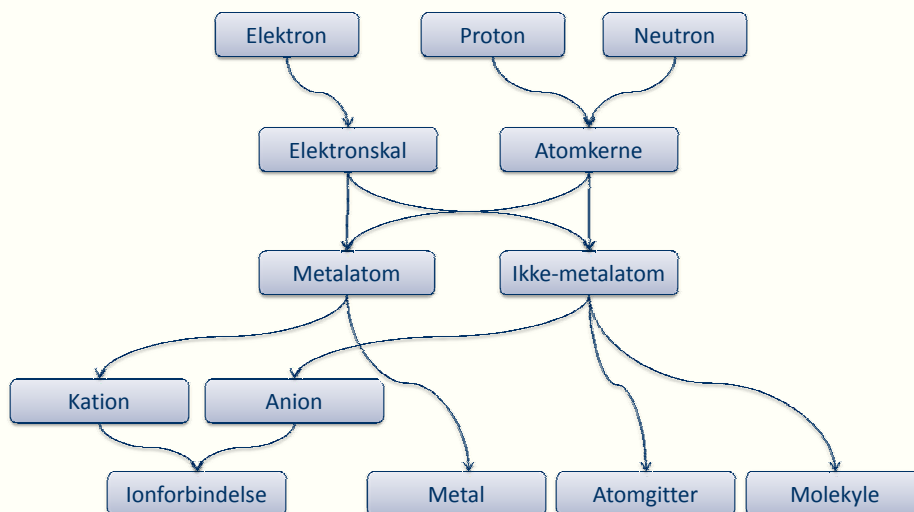 Elektron
Proton
Neutron
Elektronskal
Atomkerne
Metalatom
Ikke-metalatom
Kation
Anion
Ionforbindelse
Metal
Atomgitter
Molekyle